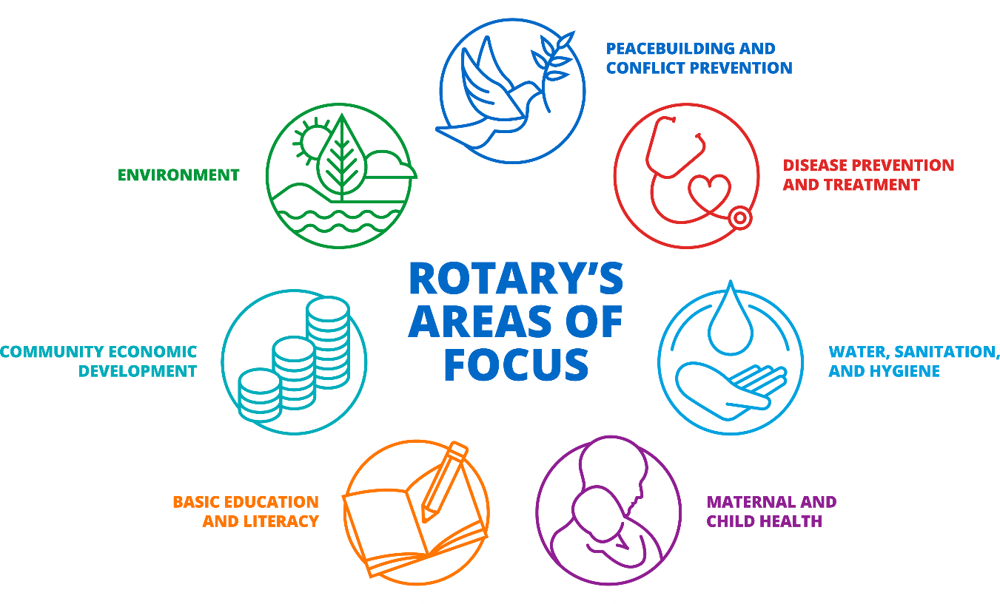 PEACEBUILDING AND
CONFLICT PREVENTION
DISEASE PREVENTION
AND TREATMENT
ENVIRONMENT
ROTARY’S
AREAS OF
FOCUS
WATER, SANITATION,
AND HYGIENE
COMMUNITY ECONOMIC
DEVELOPMENT
MATERNAL AND
CHILD HEALTH
BASIC EDUCATION
AND LITERACY